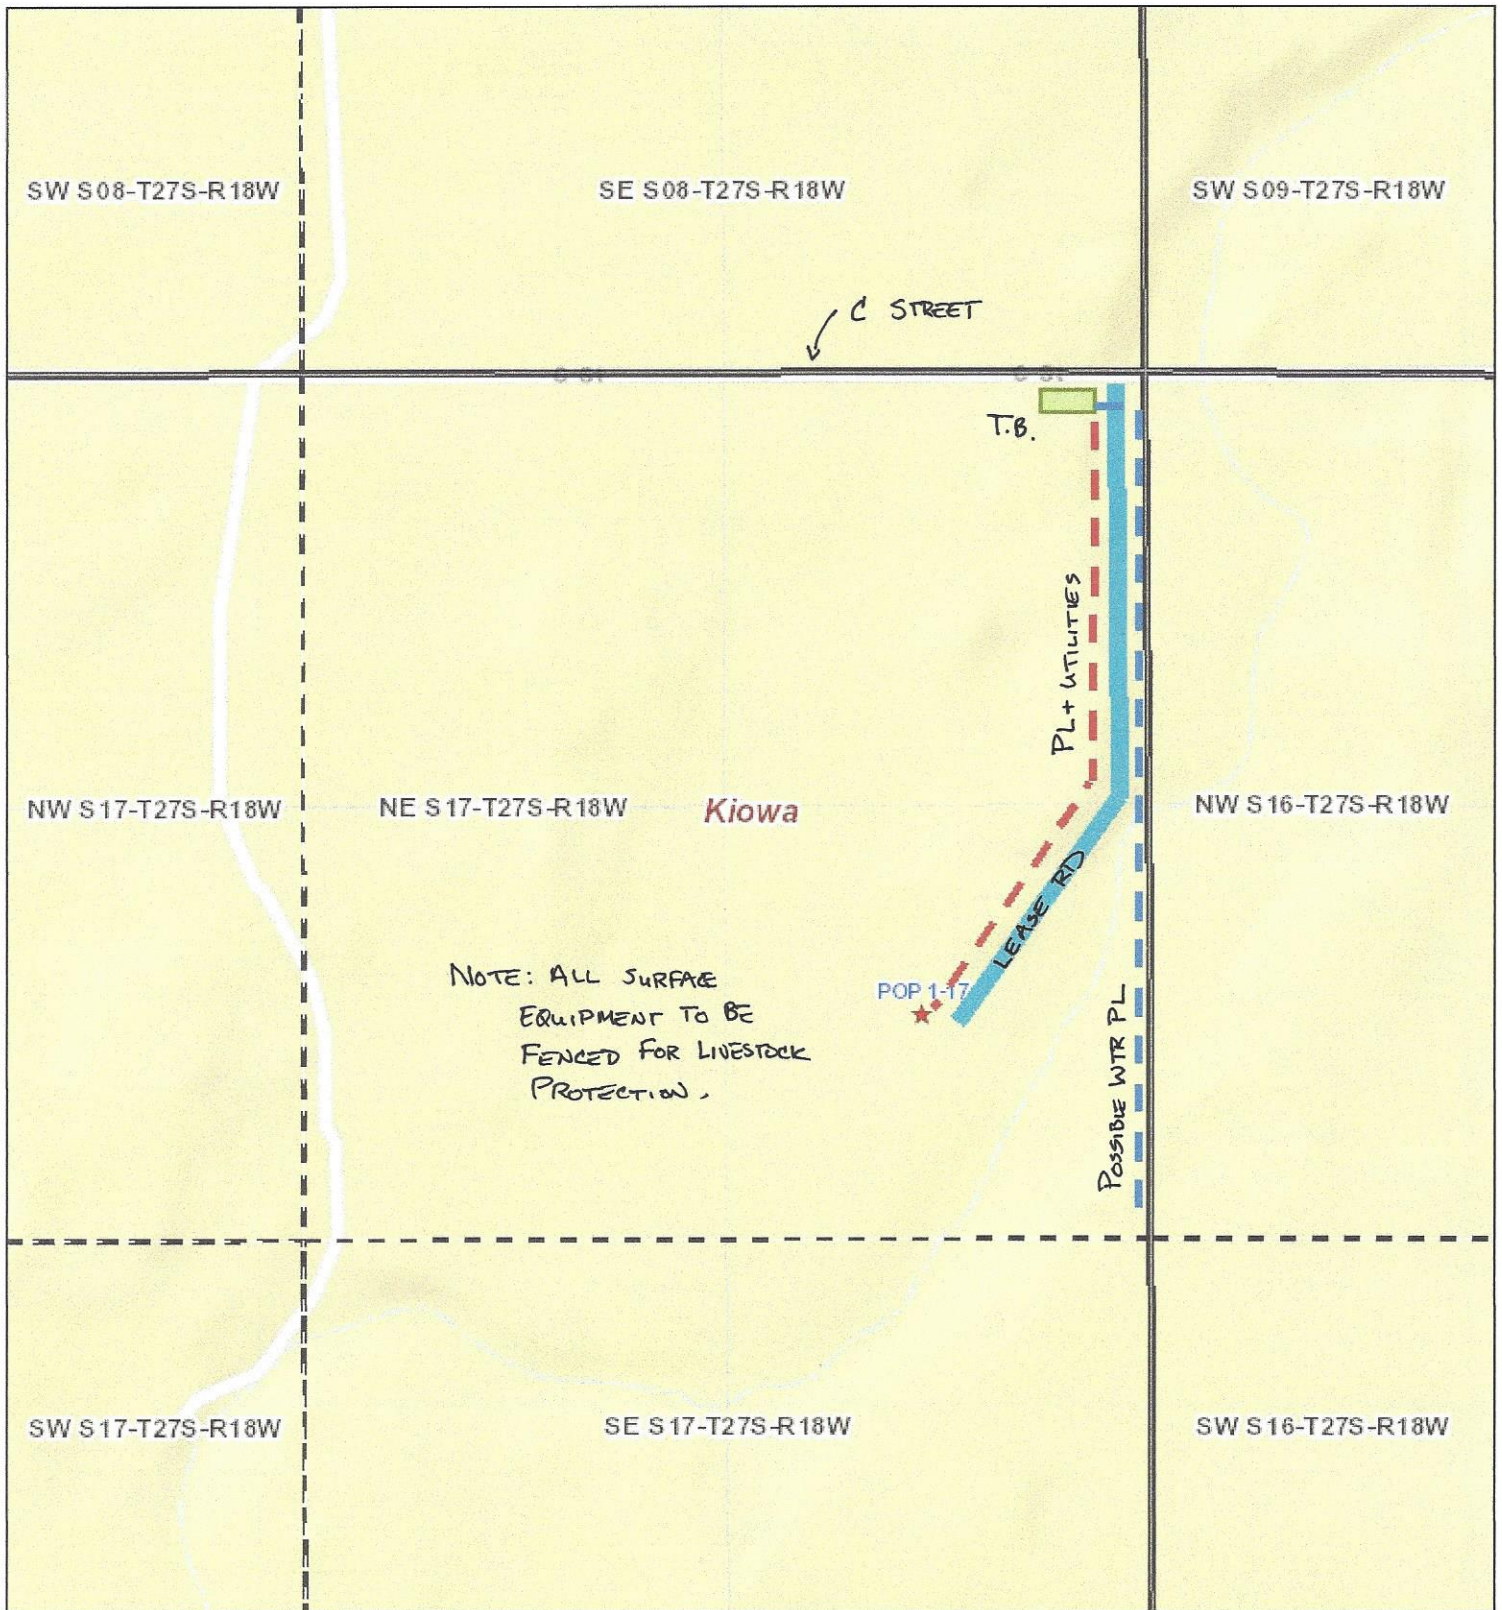 SW S08-T27S-R18W
SE S08-T27S-R18W
SW S09-T27S-R18W
C STREET
T.B.
PL + UTILITIES
NW S17-T27S-R18W
NE S17-T27S-R18W
Kiowa
NW S16-T27S-R18W
LEASE RD
NOTE: ALL SURFACE
EQUIPMENT TO BE
FENCED FOR LIVESTOCK
PROTECTION.
POP 1-17
POSSIBLE WTR PL
SW S17-T27S-R18W
SE S17-T27S-R18W
SW S16-T27S-R18W